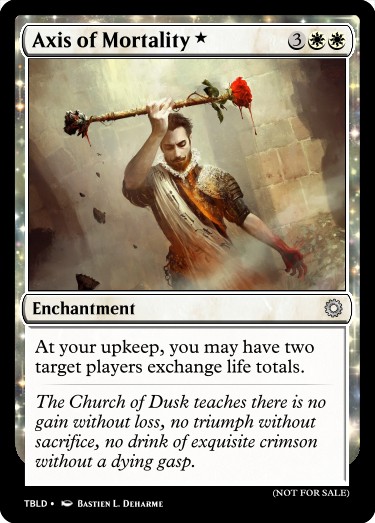 Axis of Mortality ★ 3
Enchantment
At your upkeep, you may have two
target players exchange life totals.
The Church of Dusk teaches there is no
gain without loss, no triumph without
sacrifice, no drink of exquisite crimson
without a dying gasp.
TBLD • Bastien L. Deharme
(NOT FOR SALE)